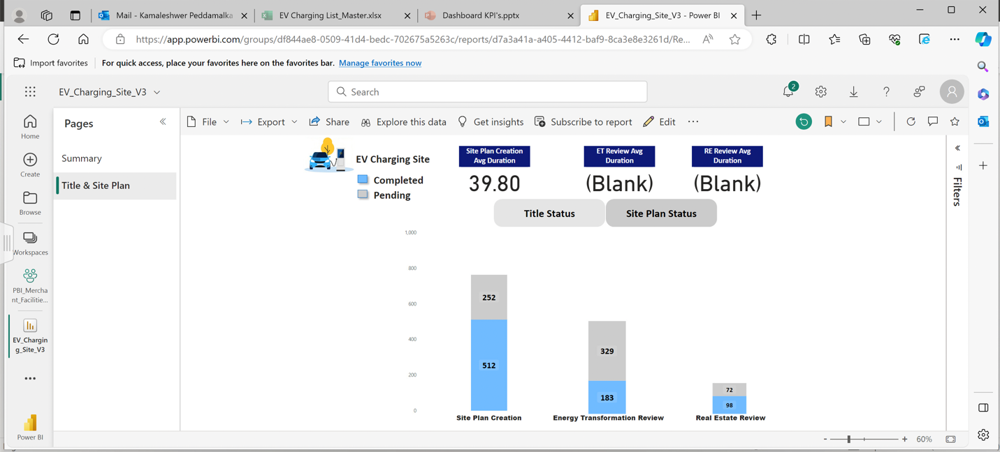 Mail - Kamaleshwer Peddamalka
EV Charging List_Master.xlsx
Dashboard KPI's.pptx
EV_Charging_Site_V3 - Power BI
https://app.powerbi.com/groups/df844ae8-0509-41d4-bedc-702675a5263c/reports/d7a3a41a-a405-4412-baf9-8ca3e8e3261d/Re...
Import favorites
For quick access, place your favorites here on the favorites bar. Manage favorites now
EV_Charging_Site_V3
Search
2
Home
Create
Browse
Workspaces
PBI_Mercha
nt_Facilitie...
EV_Chargin
g_Site_V3
Power BI
Pages
Summary
Title & Site Plan
File
Export
Share
Explore this data
Get insights
Subscribe to report
Edit
EV Charging Site
Completed
Pending
Site Plan Creation
Avg Duration
39.80
ET Review Avg
Duration
(Blank)
RE Review Avg
Duration
(Blank)
Title Status
Site Plan Status
1,000
800
600
400
200
0
252
512
329
183
72
98
Site Plan Creation
Energy Transformation Review
Real Estate Review
Filters
- + 60%